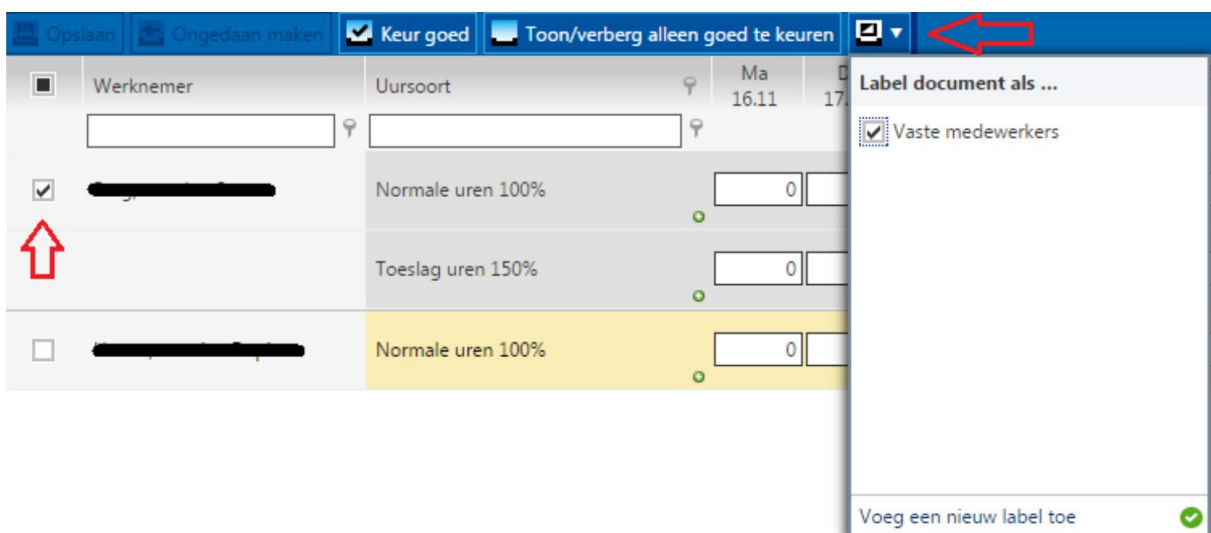 Opslaan Ongedaan maken Keur goed Toon/verberg alleen goed te keuren
Werknemer Uursoort Ma D Label document als ...
16.11 17.
Vaste medewerkers
Normale uren 100% 0
Toeslag uren 150% 0
Normale uren 100% 0
Voeg een nieuw label toe